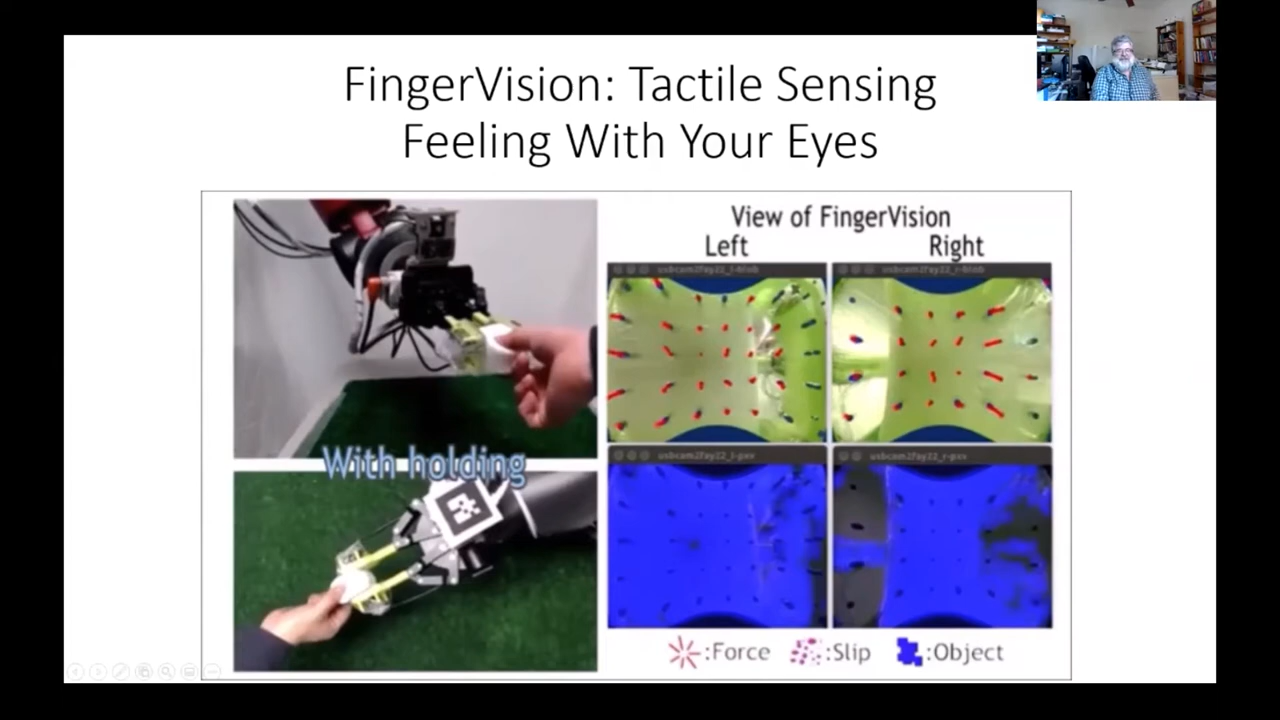 FingerVision: Tactile Sensing
Feeling With Your Eyes
View of FingerVision
Left
Right
With holding
:Force
:Slip
:Object